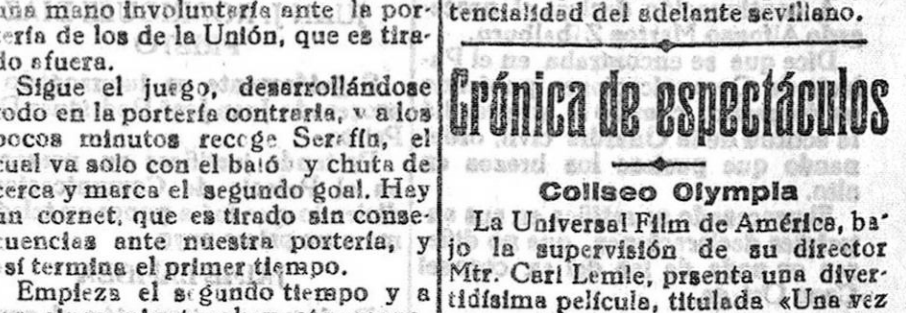 una mano involuntaria ante la por-
tería de los de la Unión, que es tira-
do afuera.
Sigue el juego, desarrollándose
todo en la portería contraria, y a los
pocos minutos recoge Serafín, el
cual va solo con el baló y chuta de
cerca y marca el segundo goal. Hay
un cornet, que es tirado sin conse-
cuencias ante nuestra portería, y
sí termina el primer tiempo.
Empieza el segundo tiempo y a
tencialidad del adelante sevillano.
Crónica de espectáculos
Coliseo Olympia
La Universal Film de América, ba-
jo la supervisión de su director
Mtr. Carl Lemle, prsenta una diver-
tidísima película, titulada «Una vez